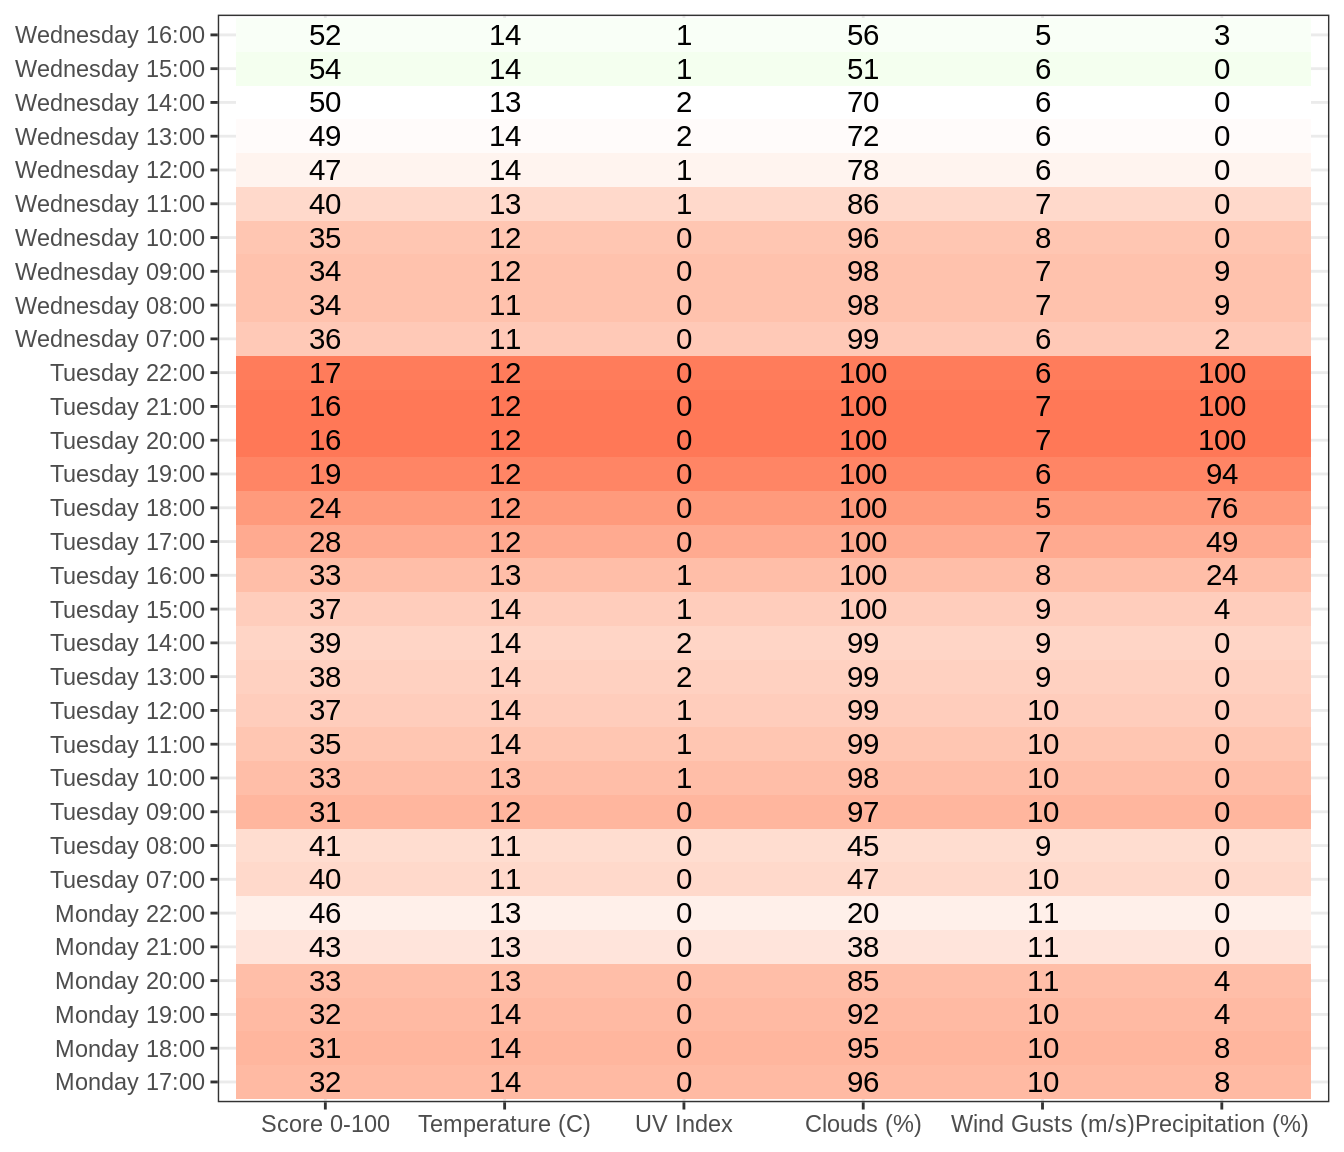 Wednesday 16:00 52 14 1 56 5 3
Wednesday 15:00 54 14 1 51 6 0
Wednesday 14:00 50 13 2 70 6 0
Wednesday 13:00 49 14 2 72 6 0
Wednesday 12:00 47 14 1 78 6 0
Wednesday 11:00 40 13 1 86 7 0
Wednesday 10:00 35 12 0 96 8 0
Wednesday 09:00 34 12 0 98 7 9
Wednesday 08:00 34 11 0 98 7 9
Wednesday 07:00 36 11 0 99 6 2
Tuesday 22:00 17 12 0 100 6 100
Tuesday 21:00 16 12 0 100 7 100
Tuesday 20:00 16 12 0 100 7 100
Tuesday 19:00 19 12 0 100 6 94
Tuesday 18:00 24 12 0 100 5 76
Tuesday 17:00 28 12 0 100 7 49
Tuesday 16:00 33 13 1 100 8 24
Tuesday 15:00 37 14 1 100 9 4
Tuesday 14:00 39 14 2 99 9 0
Tuesday 13:00 38 14 2 99 9 0
Tuesday 12:00 37 14 1 99 10 0
Tuesday 11:00 35 14 1 99 10 0
Tuesday 10:00 33 13 1 98 10 0
Tuesday 09:00 31 12 0 97 10 0
Tuesday 08:00 41 11 0 45 9 0
Tuesday 07:00 40 11 0 47 10 0
Monday 22:00 46 13 0 20 11 0
Monday 21:00 43 13 0 38 11 0
Monday 20:00 33 13 0 85 11 4
Monday 19:00 32 14 0 92 10 4
Monday 18:00 31 14 0 95 10 8
Monday 17:00 32 14 0 96 10 8
Score 0-100 Temperature (C) UV Index Clouds (%) Wind Gusts (m/s) Precipitation (%)